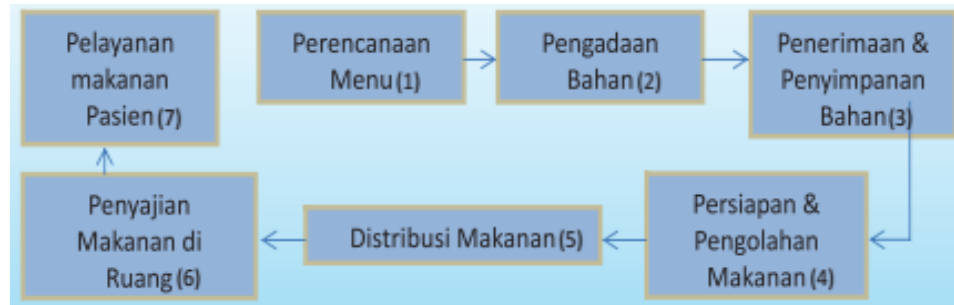 Perencanaan
Menu (1)
Pengadaan
Bahan (2)
Penerimaan &
Penyimpanan
Bahan(3)
Persiapan &
Pengolahan
Makanan (4)
Distribusi Makanan (5)
Penyajian
Makanan di
Ruang (6)
Pelayanan
makanan
Pasien (7)